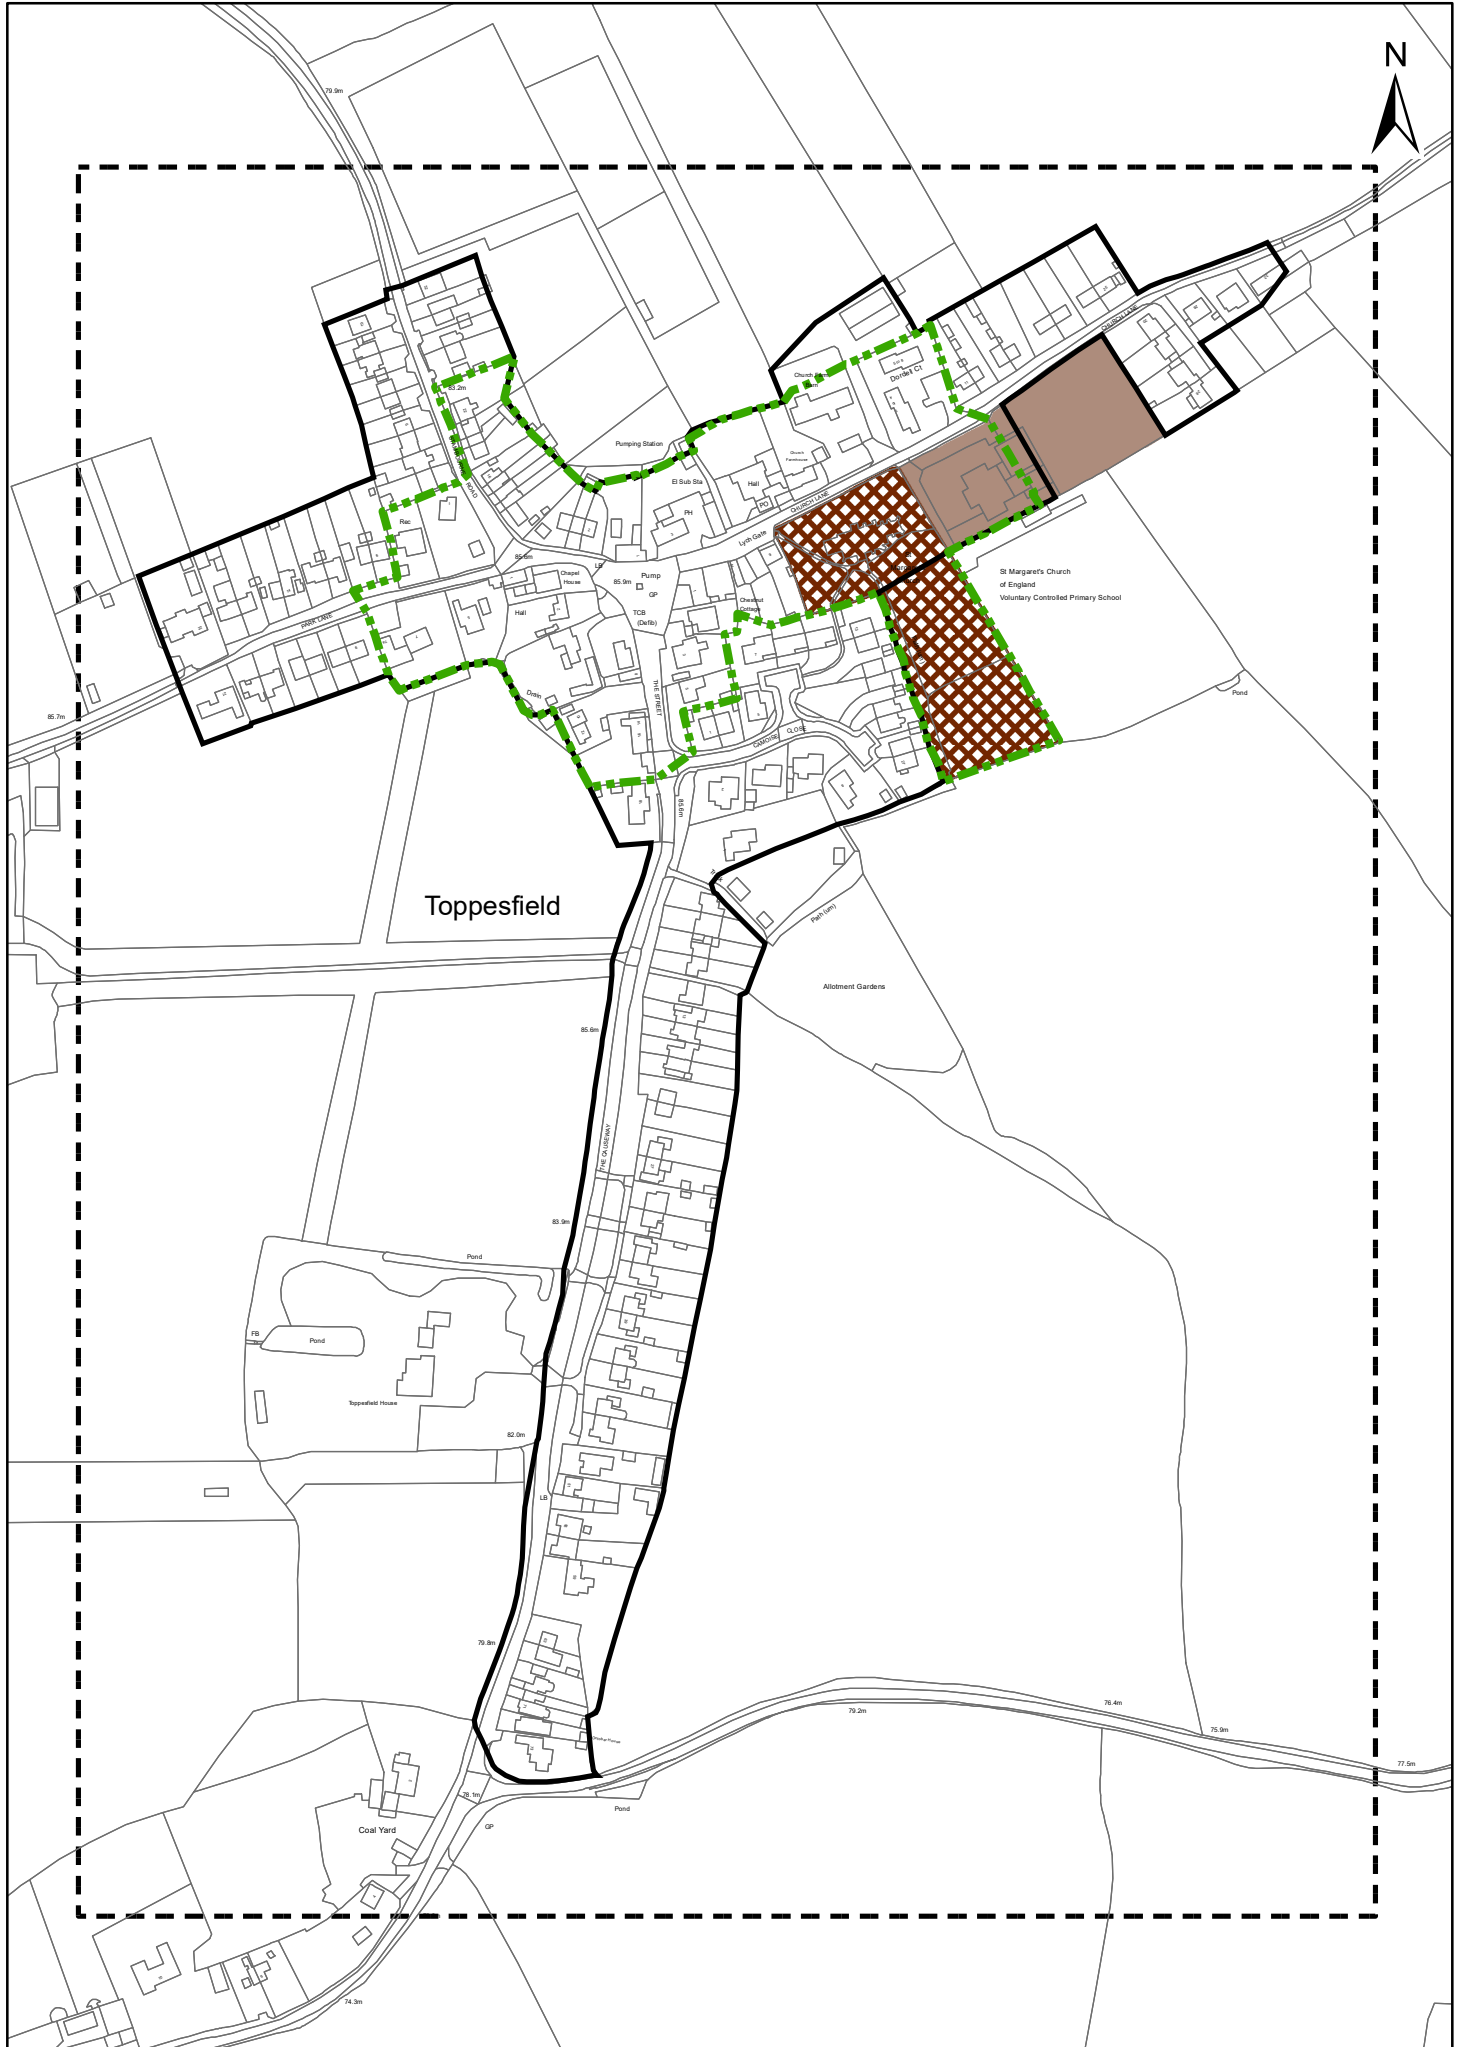 N
79.9m
CHURCH LANE
Church Farm
Barn
Dordell Ct
83.2m
ROAD
Pumping Station
Church
Farmhouse
El Sub Sta
Hall
PO
CHURCH LANE
PH
Lyth Gate
Rec
85.6m
LB
Chapel
House
Pump
85.9m
GP
TCB
(Defib)
Chestnut
Cottage
Hall
PARK LANE
St Margaret's Church
of England
Voluntary Controlled Primary School
Drain
THE STREET
Pond
85.7m
CAMOISE CLOSE
85.6m
Toppesfield
Path (um)
Allotment Gardens
85.6m
THE CAUSEWAY
83.9m
Pond
FB
Pond
Toppesfield House
82.0m
LB
79.8m
76.4m
79.2m
75.9m
77.5m
78.1m
Pond
GP
Coal Yard
74.3m